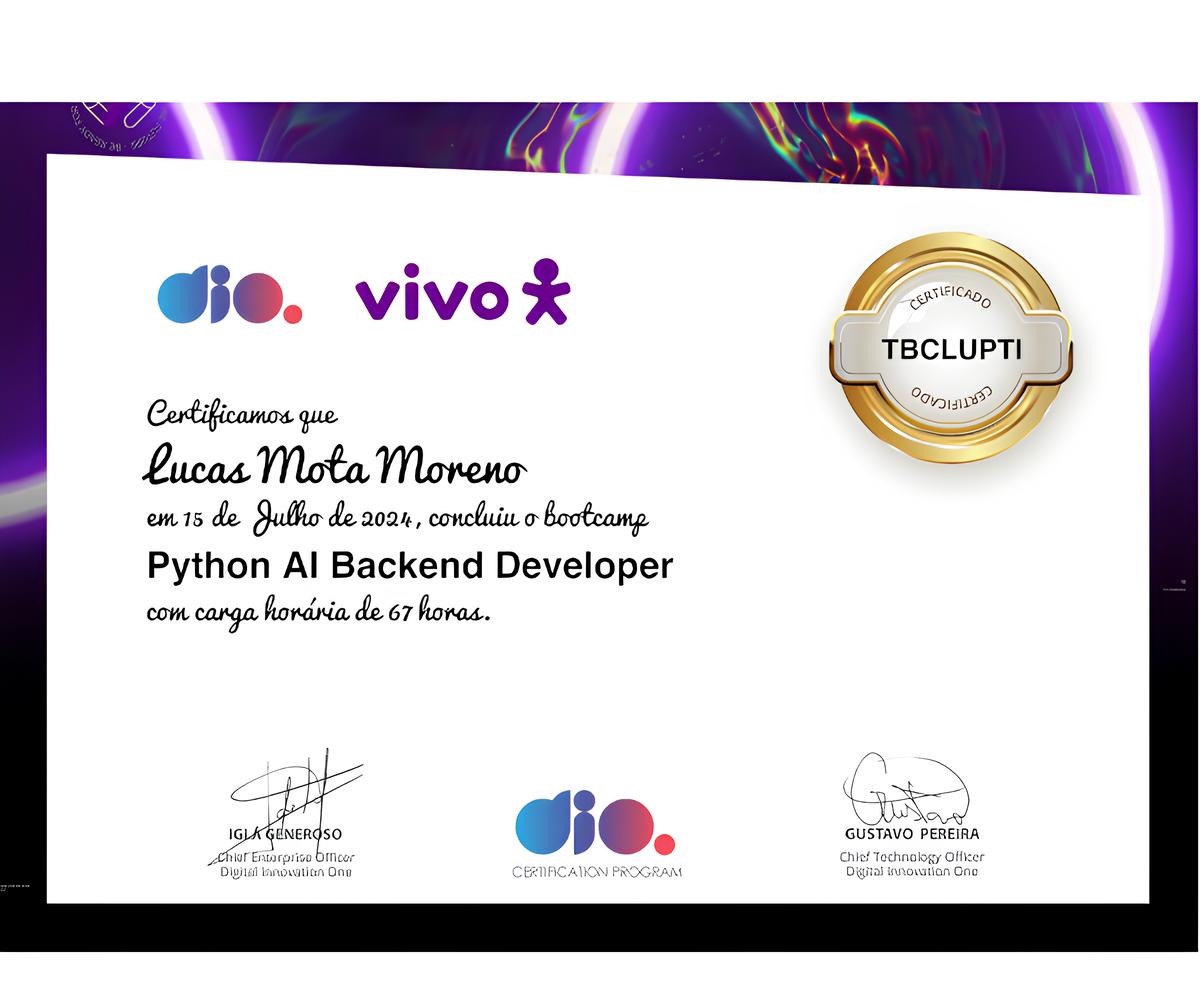 dio.
vivo
CERTIFICADO
TBCLUPTI
CERTIFICADO
Certificamos que
Lucas Mota Moreno
em 15 de Julho de 2024, concluiu o bootcamp
Python AI Backend Developer
com carga horária de 67 horas.
IGLÁ GENEROSO
Chief Enterprise Officer
Digital Innovation One
dio.
CERTIFICATION PROGRAM
Gustavo
GUSTAVO PEREIRA
Chief Technology Officer
Digital Innovation One